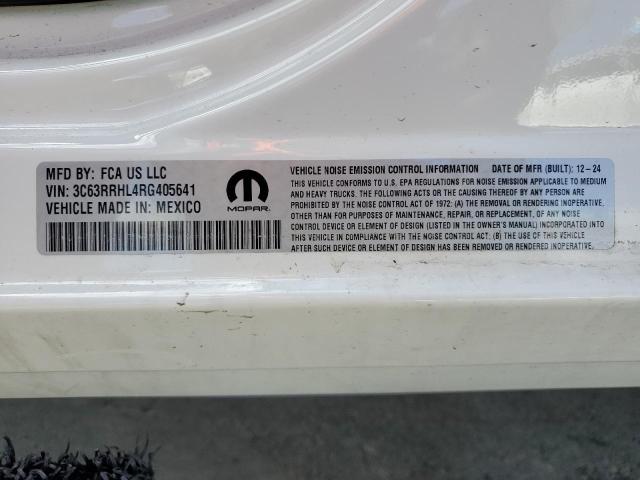 MFD BY: FCA US LLC
VIN: 3C63RRHL4RG405641
VEHICLE MADE IN: MEXICO
MOPAR
VEHICLE NOISE EMISSION CONTROL INFORMATION DATE OF MFR (BUILT): 12-24
THIS VEHICLE CONFORMS TO U.S. EPA REGULATIONS FOR NOISE EMISSION APPLICABLE TO MEDIUM
AND HEAVY TRUCKS. THE FOLLOWING ACTS OR CAUSING THEREOF BY ANY PERSON ARE
PROHIBITED BY THE NOISE CONTROL ACT OF 1972: (A) THE REMOVAL OR RENDERING INOPERATIVE,
OTHER THAN FOR PURPOSES OF MAINTENANCE, REPAIR, OR REPLACEMENT, OF ANY NOISE
CONTROL DEVICE OR ELEMENT OF DESIGN (LISTED IN THE OWNER'S MANUAL) INCORPORATED
INTO THIS VEHICLE IN COMPLIANCE WITH THE NOISE CONTROL ACT; (B) THE USE OF THIS VEHICLE
AFTER SUCH DEVICE OR ELEMENT OF DESIGN HAS BEEN REMOVED OR RENDERED INOPERATIVE.